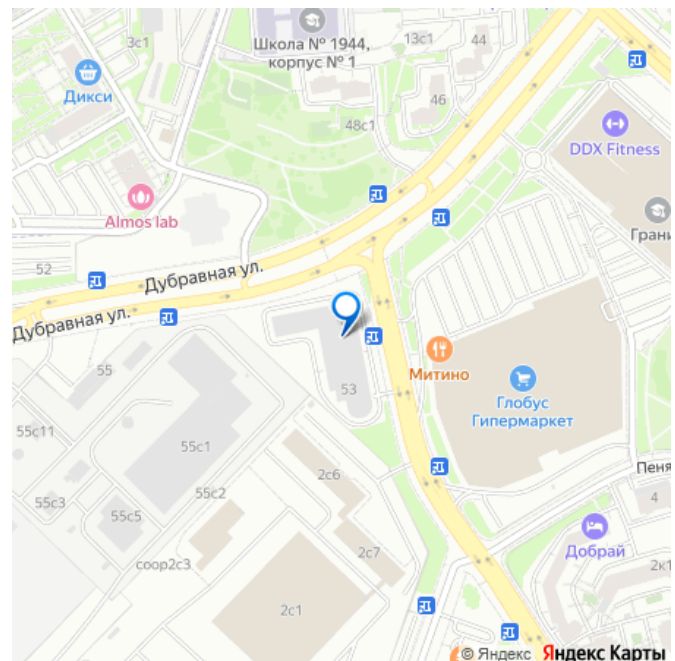 3с1
Школа № 1944,
корпус № 1
13с1
44
Дикси
46
48с1
DDX Fitness
Almos lab
Грани
52
Дубравная ул.
Дубравная ул.
55
53
Митино
Глобус
Гипермаркет
55с11
55с1
2с6
Пеня
55с3
55с2
55с5
4
Добрай
coop2с3
2с7
2к1
2с1
© Яндекс Яндекс Карты